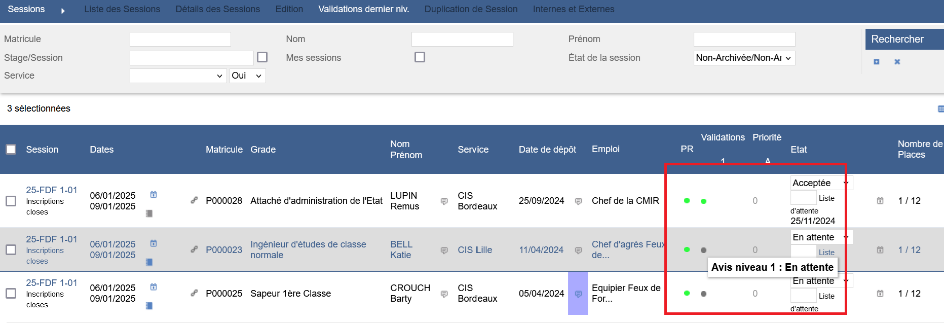 Sessions Liste des Sessions Détails des Sessions Edition Validations dernier niv. Duplication de Session Internes et Externes
Matricule Nom Prénom Rechercher
Stage/Session Mes sessions État de la session Non-Archivée/Non-Ar
Service Oui
3 sélectionnées
Session Dates Matricule Grade Nom Prénom Service Date de dépôt Emploi PR Validations 1 Priorité A Etat Nombre de Places
25-FDF 1-01 Inscriptions closes 06/01/2025 09/01/2025 P000028 Attaché d'administration de l'Etat LUPIN Remus CIS Bordeaux 25/09/2024 Chef de la CMIR 0 Acceptée Liste d'attente 25/11/2024 1 / 12
25-FDF 1-01 Inscriptions closes 06/01/2025 09/01/2025 P000023 Ingénieur d'études de classe normale BELL Katie CIS Lille 11/04/2024 Chef d'agrès Feux de... 0 En attente Liste 1 / 12
Avis niveau 1 : En attente
25-FDF 1-01 Inscriptions closes 06/01/2025 09/01/2025 P000025 Sapeur 1ère Classe CROUCH Barty CIS Bordeaux 05/04/2024 Equipier Feux de For... 0 En attente Liste d'attente 1 / 12